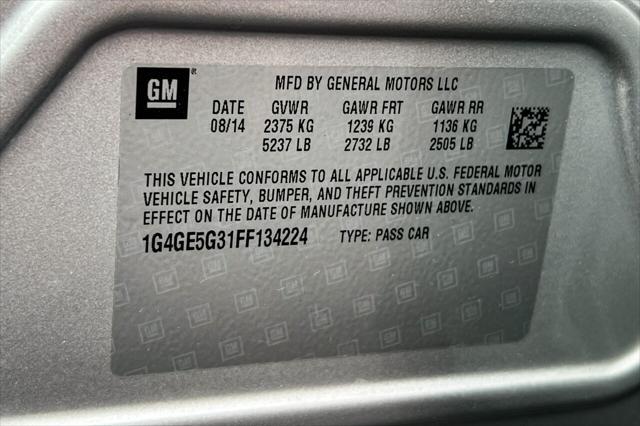 GM ®
MFD BY GENERAL MOTORS LLC
DATE GVWR GAWR FRT GAWR RR
08/14 2375 KG 1239 KG 1136 KG
5237 LB 2732 LB 2505 LB
THIS VEHICLE CONFORMS TO ALL APPLICABLE U.S. FEDERAL MOTOR
VEHICLE SAFETY, BUMPER, AND THEFT PREVENTION STANDARDS IN
EFFECT ON THE DATE OF MANUFACTURE SHOWN ABOVE.
1G4GE5G31FF134224 TYPE: PASS CAR